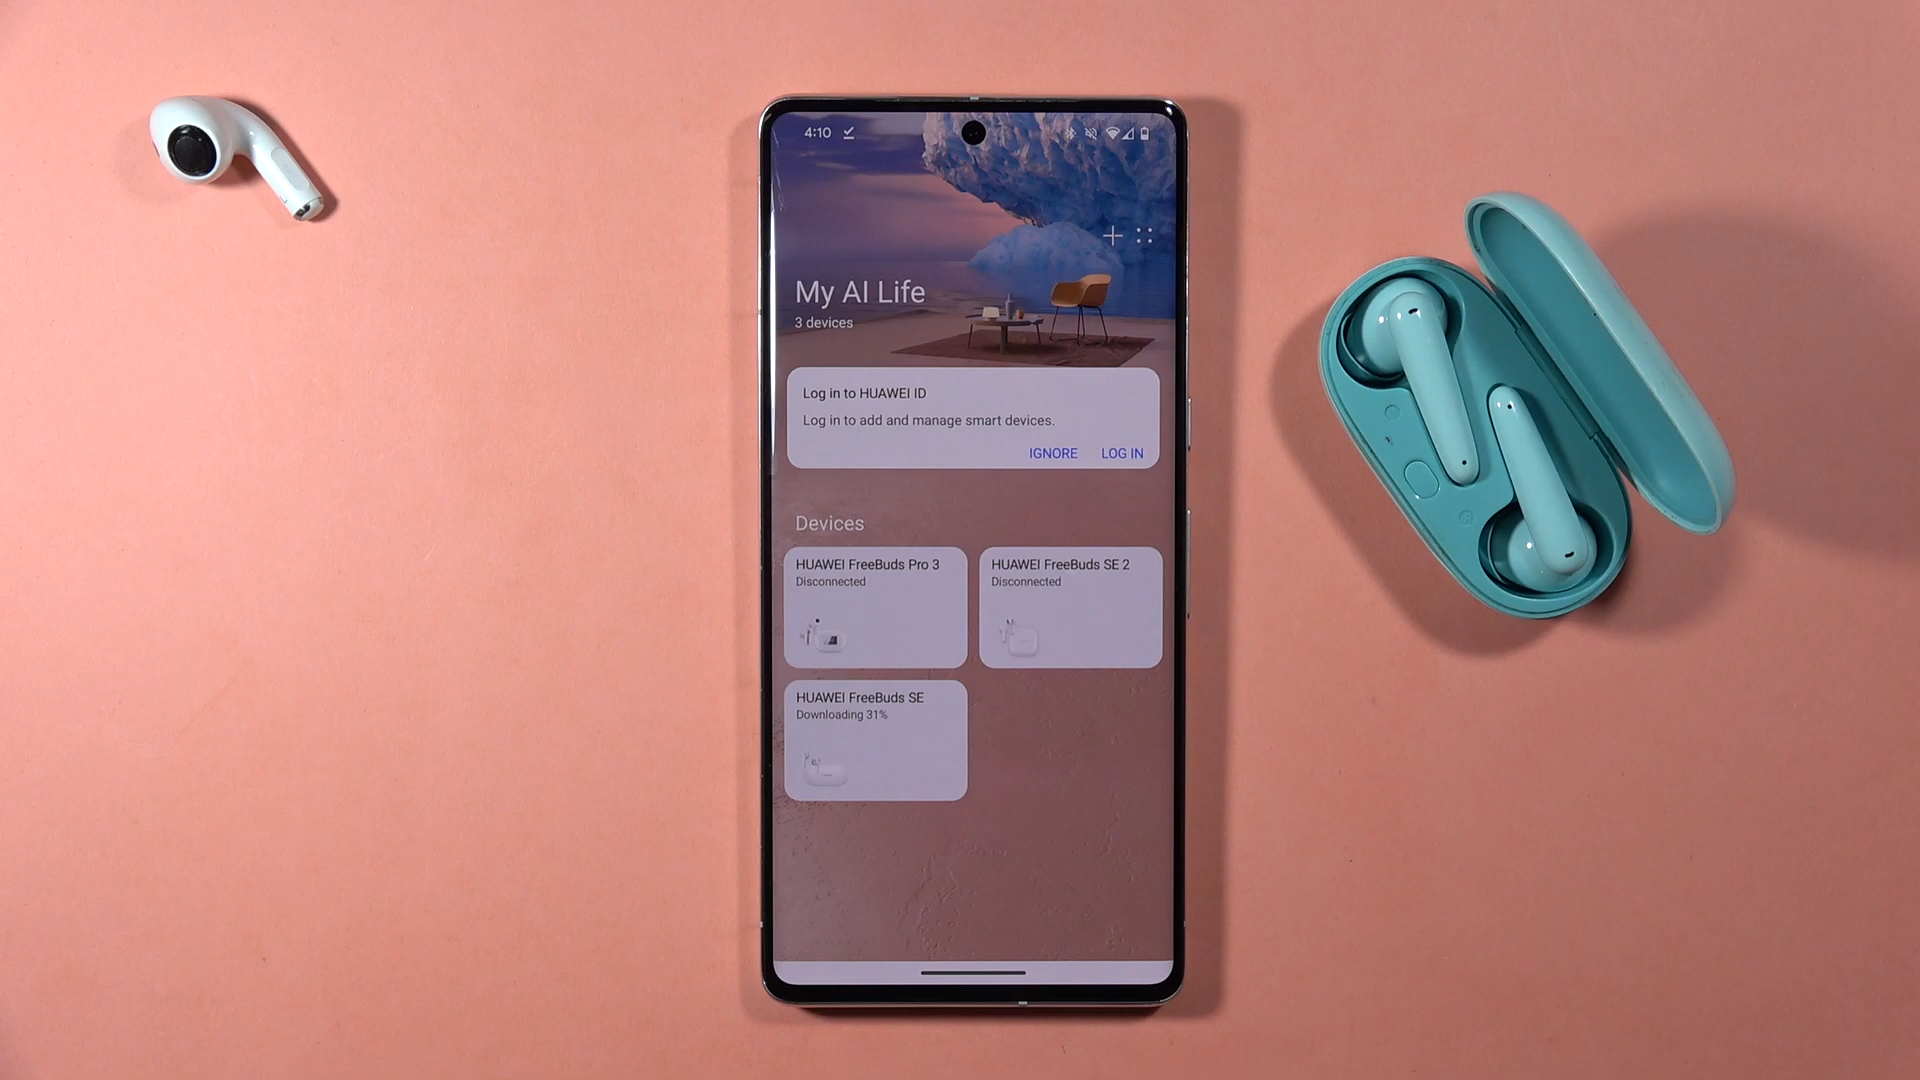 4:10
My AI Life
3 devices
Log in to HUAWEI ID
Log in to add and manage smart devices.
IGNORE LOG IN
Devices
HUAWEI FreeBuds Pro 3
Disconnected
HUAWEI FreeBuds SE 2
Disconnected
HUAWEI FreeBuds SE
Downloading 31%